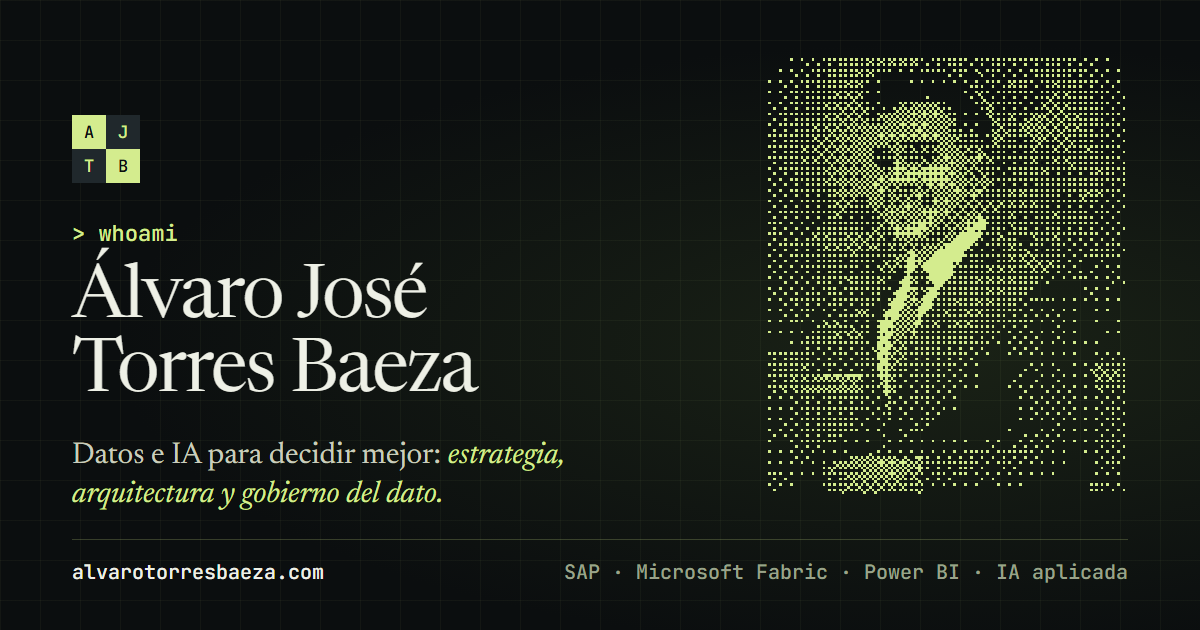 A J
T B
> whoami
Álvaro José
Torres Baeza
Datos e IA para decidir mejor: estrategia,
arquitectura y gobierno del dato.
alvarotorresbaeza.com
SAP · Microsoft Fabric · Power BI · IA aplicada